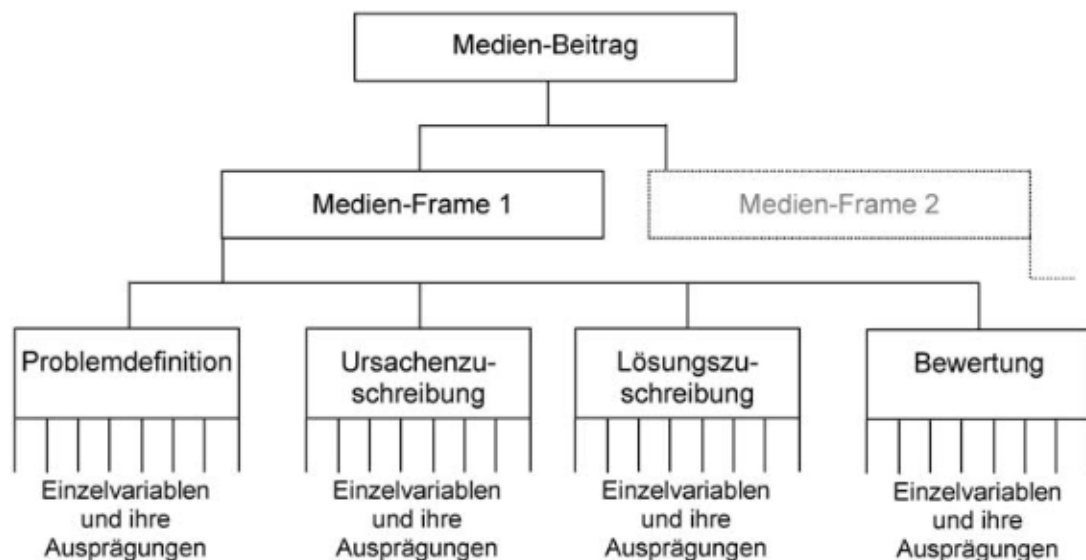 Medien-Beitrag
Medien-Frame 1
Medien-Frame 2
Problemdefinition
Ursachenzu-
schreibung
Lösungszu-
schreibung
Bewertung
Einzelvariablen
und ihre
Ausprägungen
Einzelvariablen
und ihre
Ausprägungen
Einzelvariablen
und ihre
Ausprägungen
Einzelvariablen
und ihre
Ausprägungen